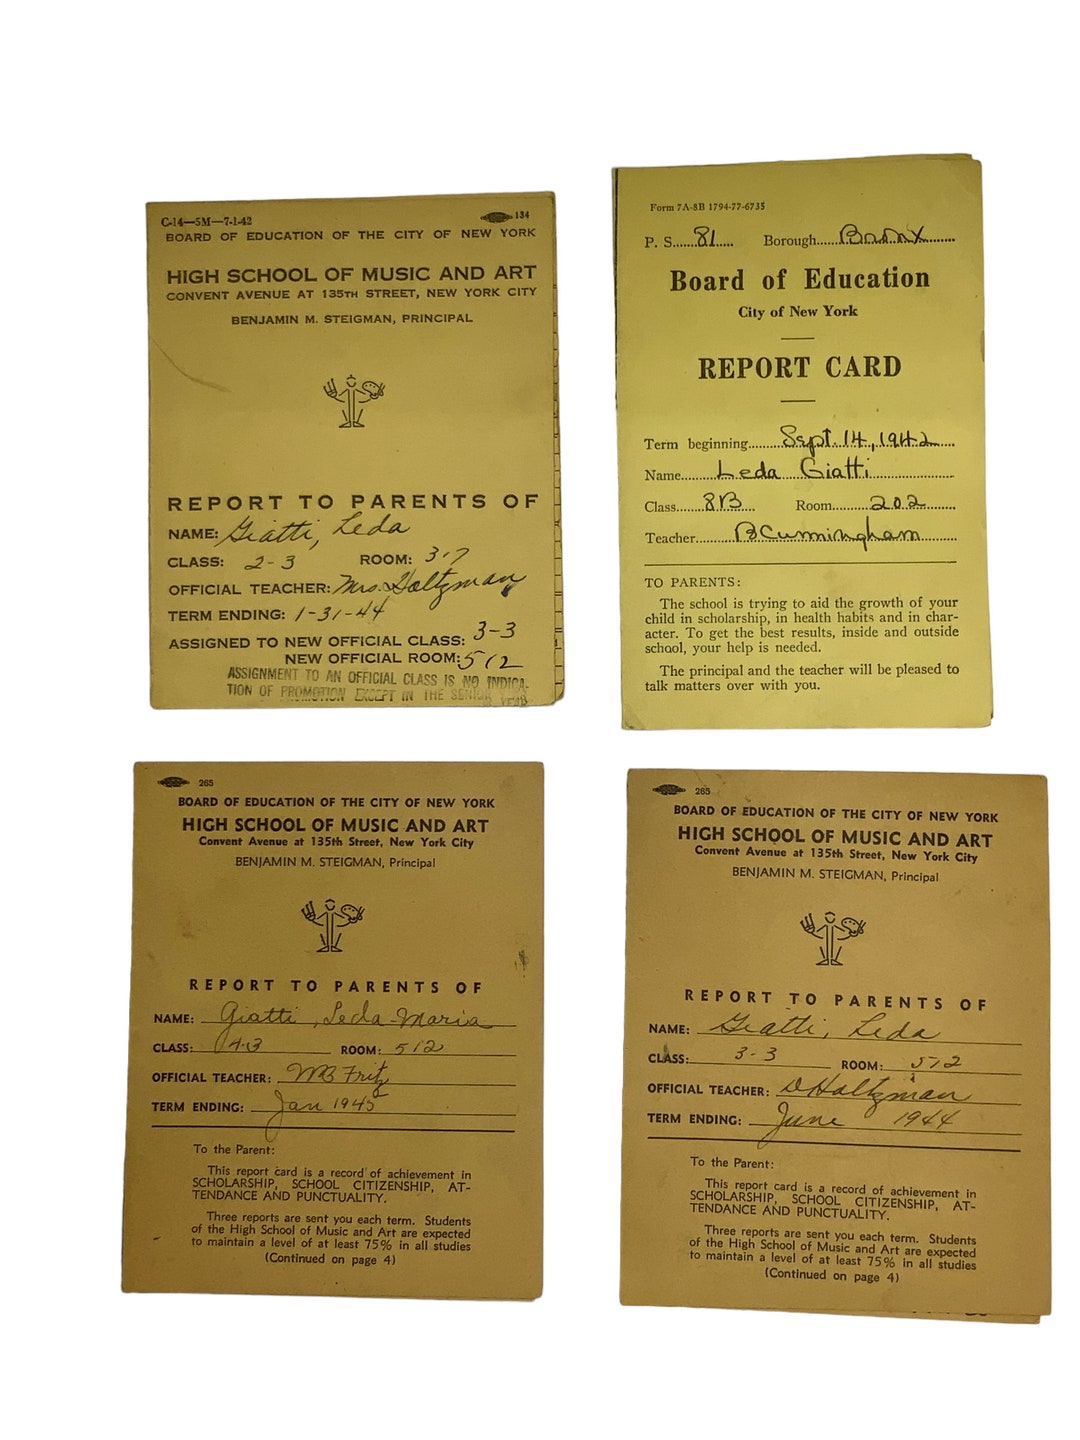 C-14—5M—7-1-42
134
BOARD OF EDUCATION OF THE CITY OF NEW YORK
HIGH SCHOOL OF MUSIC AND ART
CONVENT AVENUE AT 135TH STREET, NEW YORK CITY
BENJAMIN M. STEIGMAN, PRINCIPAL
REPORT TO PARENTS OF
NAME: Giatti, Leda
CLASS: 2-3 ROOM: 317
OFFICIAL TEACHER: Mrs. Holtzman
TERM ENDING: 1-31-44
ASSIGNED TO NEW OFFICIAL CLASS: 3-3
NEW OFFICIAL ROOM: 512
ASSIGNMENT TO AN OFFICIAL CLASS IS NO INDICA-
TION OF PROMOTION EXCEPT IN THE SENIOR YEAR
Form 7A-8B 1794-77-6735
P. S. 81 Borough Bronx
Board of Education
City of New York
REPORT CARD
Term beginning Sept. 14, 1942
Name Leda Giatti
Class 8B Room 202
Teacher B Cunningham
TO PARENTS:
The school is trying to aid the growth of your
child in scholarship, in health habits and in char-
acter. To get the best results, inside and outside
school, your help is needed.
The principal and the teacher will be pleased to
talk matters over with you.
265
BOARD OF EDUCATION OF THE CITY OF NEW YORK
HIGH SCHOOL OF MUSIC AND ART
Convent Avenue at 135th Street, New York City
BENJAMIN M. STEIGMAN, Principal
REPORT TO PARENTS OF
NAME: Giatti, Leda-Maria
CLASS: 4-3 ROOM: 512
OFFICIAL TEACHER: WB Fritz
TERM ENDING: Jan 1945
To the Parent:
This report card is a record of achievement in
SCHOLARSHIP, SCHOOL CITIZENSHIP, AT-
TENDANCE AND PUNCTUALITY.
Three reports are sent you each term. Students
of the High School of Music and Art are expected
to maintain a level of at least 75% in all studies
(Continued on page 4)
265
BOARD OF EDUCATION OF THE CITY OF NEW YORK
HIGH SCHOOL OF MUSIC AND ART
Convent Avenue at 135th Street, New York City
BENJAMIN M. STEIGMAN, Principal
REPORT TO PARENTS OF
NAME: Giatti, Leda
CLASS: 3-3 ROOM: 512
OFFICIAL TEACHER: D Holtzman
TERM ENDING: June 1944
To the Parent:
This report card is a record of achievement in
SCHOLARSHIP, SCHOOL CITIZENSHIP, AT-
TENDANCE AND PUNCTUALITY.
Three reports are sent you each term. Students
of the High School of Music and Art are expected
to maintain a level of at least 75% in all studies
(Continued on page 4)